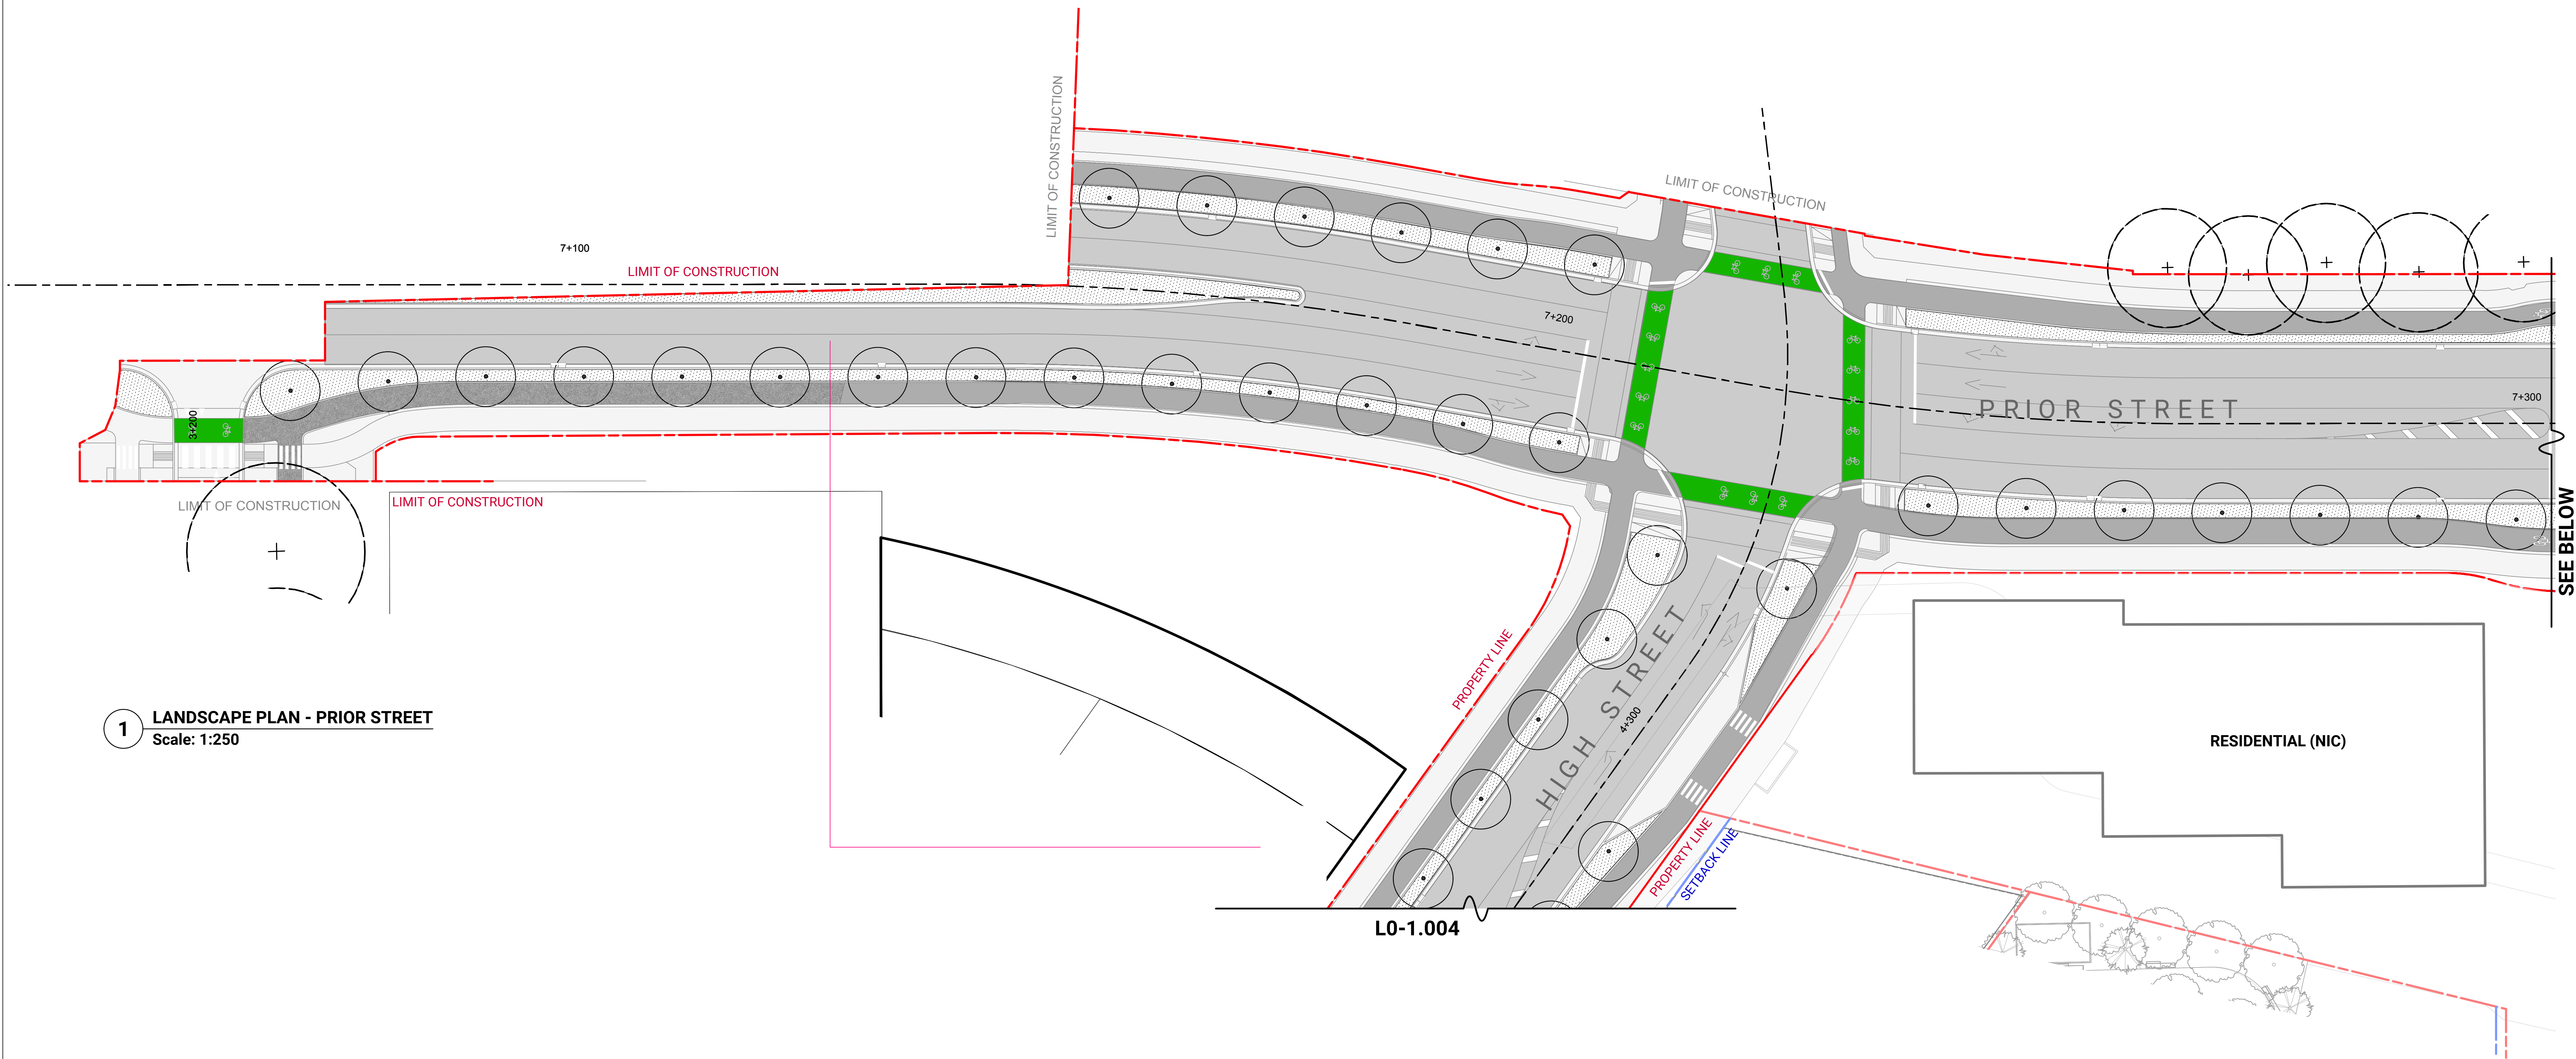 LIMIT OF CONSTRUCTION
LIMIT OF CONSTRUCTION
7+100
LIMIT OF CONSTRUCTION
7+200
PRIOR STREET
7+300
3+200
LIMIT OF CONSTRUCTION
LIMIT OF CONSTRUCTION
SEE BELOW
PROPERTY LINE
HIGH STREET
4+300
1
LANDSCAPE PLAN - PRIOR STREET
Scale: 1:250
RESIDENTIAL (NIC)
PROPERTY LINE
SETBACK LINE
L0-1.004